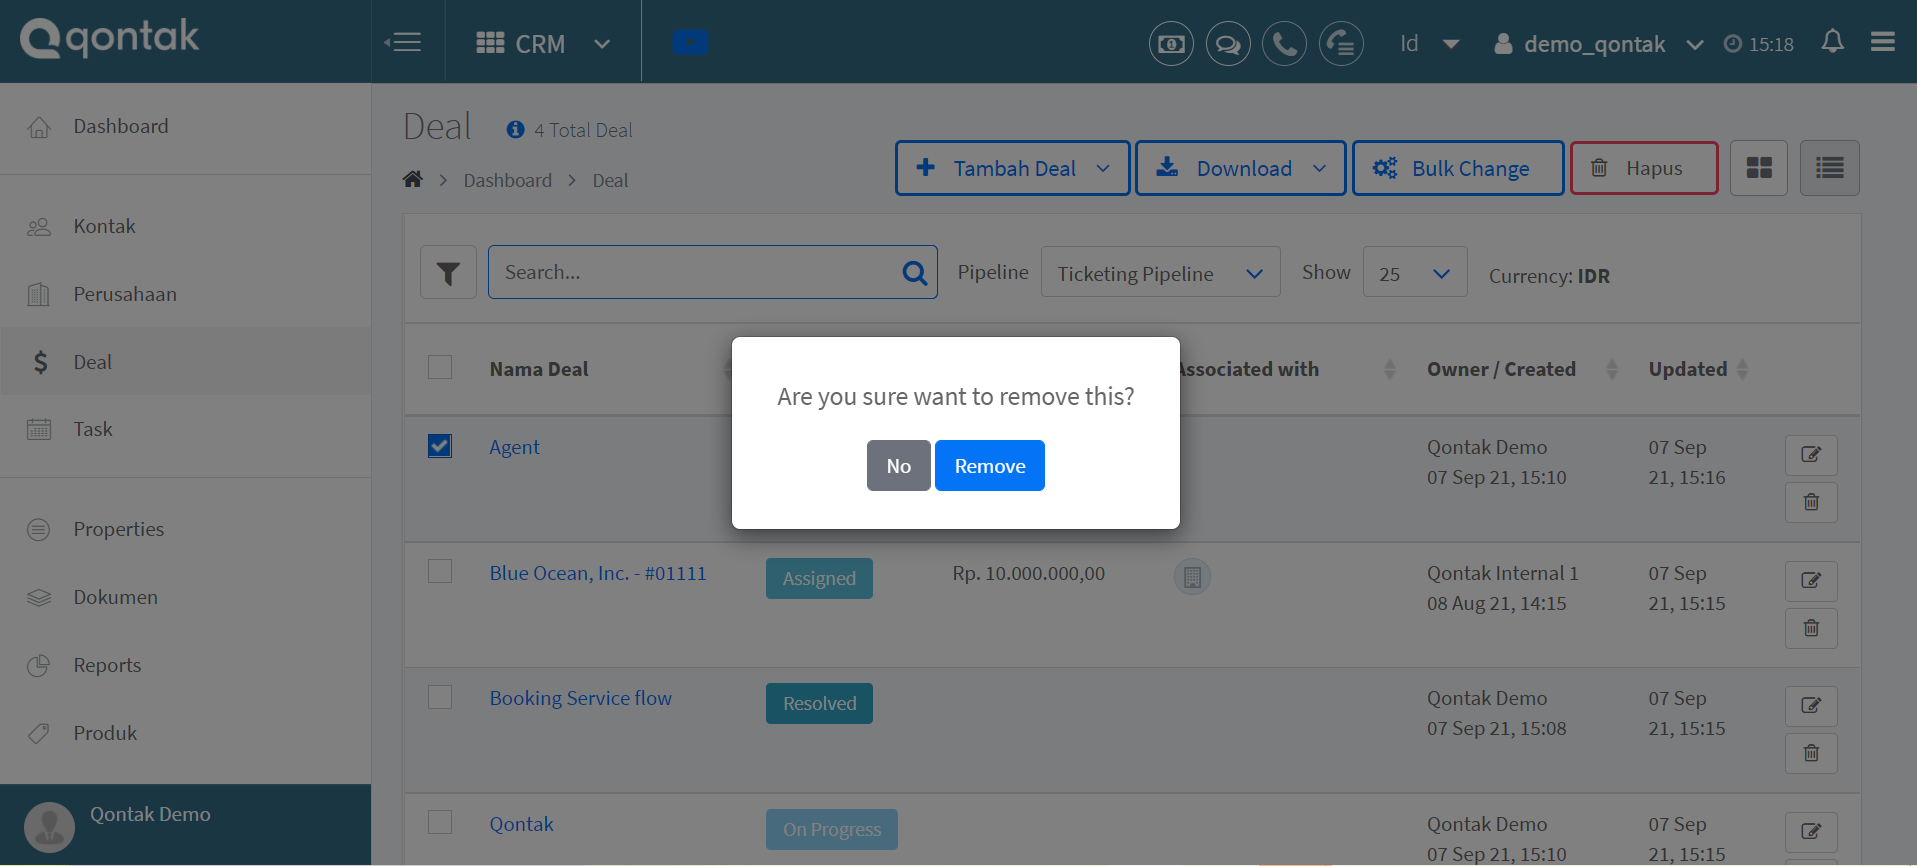 qontak
CRM
Id
demo_qontak
15:18
Dashboard
Kontak
Perusahaan
Deal
Task
Properties
Dokumen
Reports
Produk
Qontak Demo
Deal
4 Total Deal
Dashboard
Deal
Tambah Deal
Download
Bulk Change
Hapus
Search...
Pipeline
Ticketing Pipeline
Show
25
Currency: IDR
Nama Deal
Associated with
Owner / Created
Updated
Are you sure want to remove this?
No
Remove
Agent
Qontak Demo
07 Sep 21, 15:10
07 Sep
21, 15:16
Blue Ocean, Inc. - #01111
Assigned
Rp. 10.000.000,00
Qontak Internal 1
08 Aug 21, 14:15
07 Sep
21, 15:15
Booking Service flow
Resolved
Qontak Demo
07 Sep 21, 15:08
07 Sep
21, 15:15
Qontak
On Progress
Qontak Demo
07 Sep 21, 15:10
07 Sep
21, 15:15